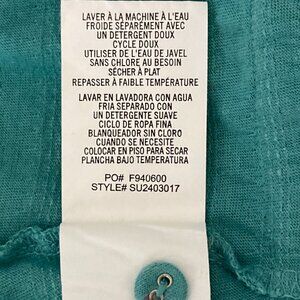 LAVER À LA MACHINE À L'EAU
FROIDE SÉPARÉMENT AVEC
UN DETERGENT DOUX
CYCLE DOUX
UTILISER DE L'EAU DE JAVEL
SANS CHLORE AU BESOIN
SÉCHER À PLAT
REPASSER À FAIBLE TEMPÉRATURE
LAVAR EN LAVADORA CON AGUA
FRIA SEPARADO CON
UN DETERGENTE SUAVE
CICLO DE ROPA FINA
BLANQUEADOR SIN CLORO
CUANDO SE NECESITE
COLOCAR EN PISO PARA SECAR
PLANCHA BAJO TEMPERATURA
PO# F940600
STYLE# SU2403017